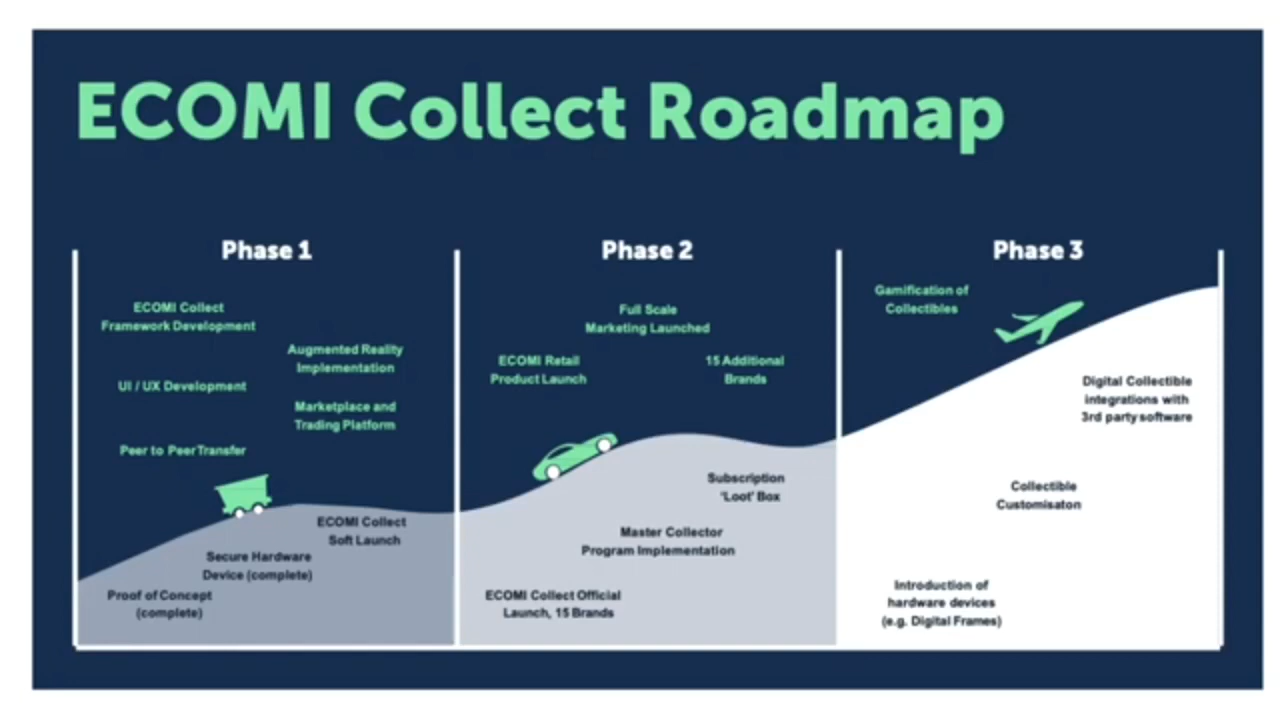 ECOMI Collect Roadmap
Phase 1
ECOMI Collect
Framework Development
Augmented Reality
Implementation
UI / UX Development
Marketplace and
Trading Platform
Peer to Peer Transfer
ECOMI Collect
Soft Launch
Secure Hardware
Device (complete)
Proof of Concept
(complete)
Phase 2
Full Scale
Marketing Launched
ECOMI Retail
Product Launch
15 Additional
Brands
Subscription
'Loot' Box
Master Collector
Program Implementation
ECOMI Collect Official
Launch, 15 Brands
Phase 3
Gamification of
Collectibles
Digital Collectible
integrations with
3rd party software
Collectible
Customisaton
Introduction of
hardware devices
(e.g. Digital Frames)